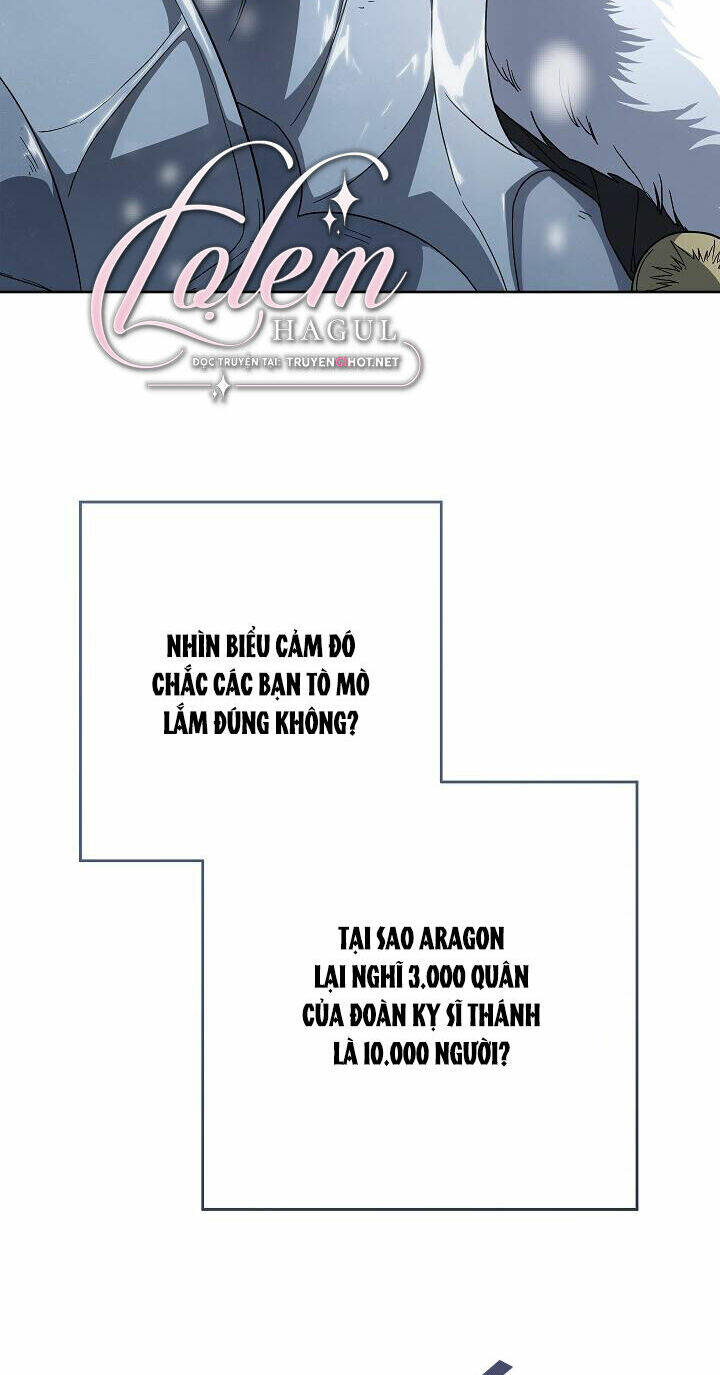 Lọlem
HAGUL
ĐỌC TRUYỆN TẠI: TRUYENGIHOT.NET
NHÌN BIỂU CẢM ĐÓ
CHẮC CÁC BẠN TÒ MÒ
LẮM ĐÚNG KHÔNG?
TẠI SAO ARAGON
LẠI NGHĨ 3.000 QUÂN
CỦA ĐOÀN KỴ SĨ THÁNH
LÀ 10.000 NGƯỜI?